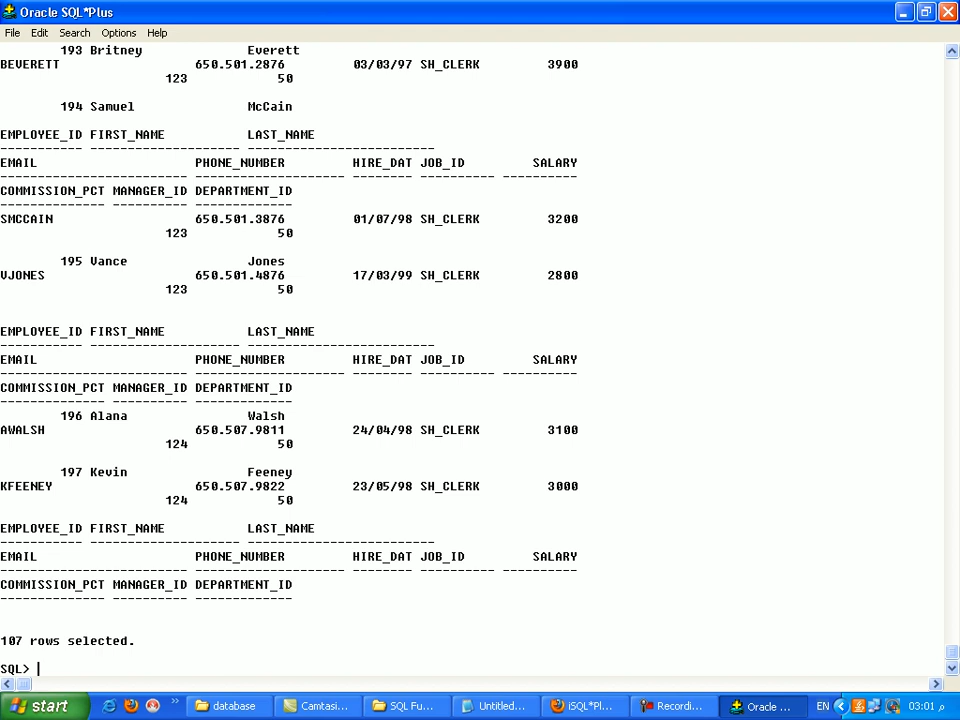 Oracle SQL*Plus
File Edit Search Options Help
193 Britney Everett
BEVERETT 650.501.2876 03/03/97 SH_CLERK 3900
123 50
194 Samuel McCain
EMPLOYEE_ID FIRST_NAME LAST_NAME
----------- -------------------- -------------------------
EMAIL PHONE_NUMBER HIRE_DAT JOB_ID SALARY
------------------------- -------------------- -------- ---------- ----------
COMMISSION_PCT MANAGER_ID DEPARTMENT_ID
-------------- ---------- -------------
SMCCAIN 650.501.3876 01/07/98 SH_CLERK 3200
123 50
195 Vance Jones
VJONES 650.501.4876 17/03/99 SH_CLERK 2800
123 50
EMPLOYEE_ID FIRST_NAME LAST_NAME
----------- -------------------- -------------------------
EMAIL PHONE_NUMBER HIRE_DAT JOB_ID SALARY
------------------------- -------------------- -------- ---------- ----------
COMMISSION_PCT MANAGER_ID DEPARTMENT_ID
-------------- ---------- -------------
196 Alana Walsh
AWALSH 650.507.9811 24/04/98 SH_CLERK 3100
124 50
197 Kevin Feeney
KFEENEY 650.507.9822 23/05/98 SH_CLERK 3000
124 50
EMPLOYEE_ID FIRST_NAME LAST_NAME
----------- -------------------- -------------------------
EMAIL PHONE_NUMBER HIRE_DAT JOB_ID SALARY
------------------------- -------------------- -------- ---------- ----------
COMMISSION_PCT MANAGER_ID DEPARTMENT_ID
-------------- ---------- -------------
107 rows selected.
SQL>
start database Camtasi... SQL Fu... Untitled... iSQL*Pl... Recordi... Oracle ... EN 03:01 م